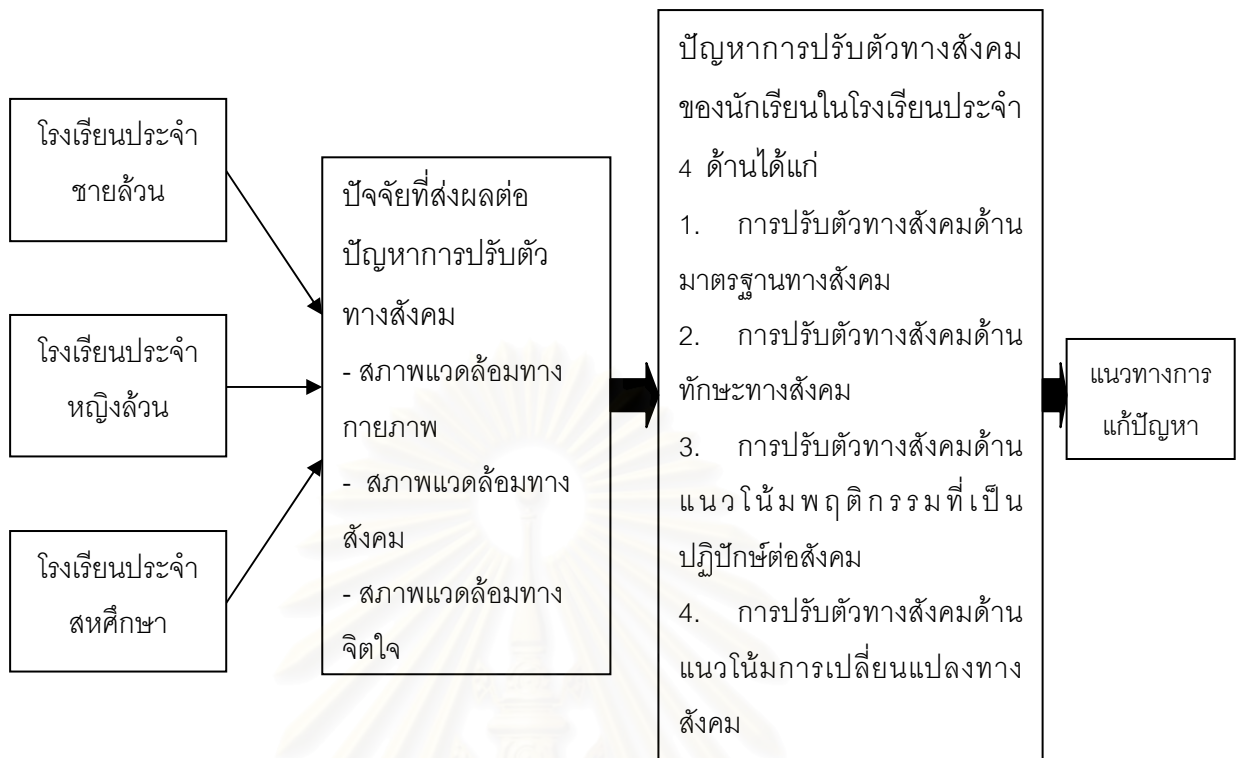 โรงเรียนประจำ
ชายล้วน
โรงเรียนประจำ
หญิงล้วน
โรงเรียนประจำ
สหศึกษา
ปัจจัยที่ส่งผลต่อ
ปัญหาการปรับตัว
ทางสังคม
- สภาพแวดล้อมทาง
กายภาพ
- สภาพแวดล้อมทาง
สังคม
- สภาพแวดล้อมทาง
จิตใจ
ปัญหาการปรับตัวทางสังคม
ของนักเรียนในโรงเรียนประจำ
4 ด้านได้แก่
1. การปรับตัวทางสังคมด้าน
มาตรฐานทางสังคม
2. การปรับตัวทางสังคมด้าน
ทักษะทางสังคม
3. การปรับตัวทางสังคมด้าน
แนวโน้มพฤติกรรมที่เป็น
ปฏิปักษ์ต่อสังคม
4. การปรับตัวทางสังคมด้าน
แนวโน้มการเปลี่ยนแปลงทาง
สังคม
แนวทางการ
แก้ปัญหา